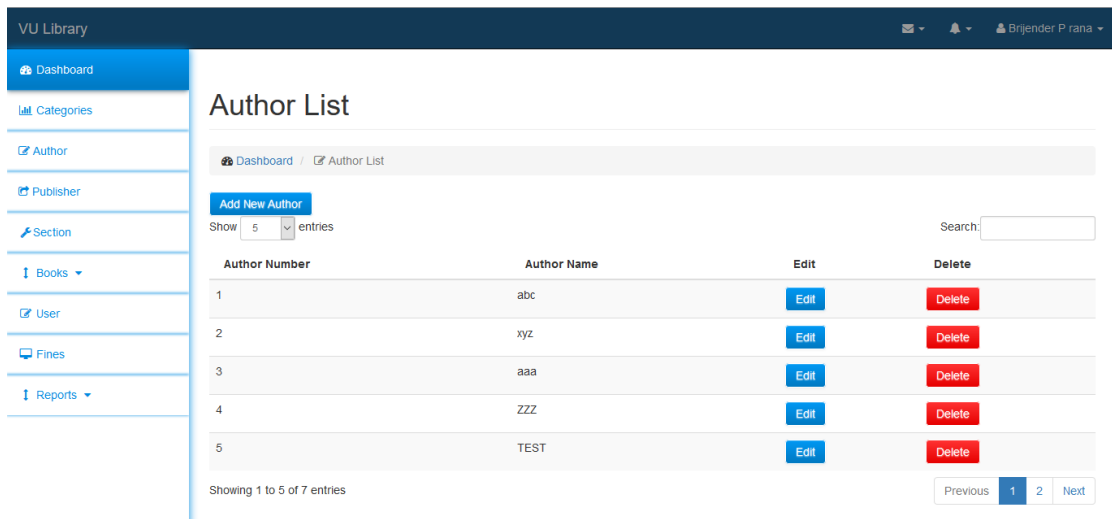 VU Library Brijender P rana
Dashboard
Categories
Author
Publisher
Section
Books
User
Fines
Reports
Author List
Dashboard / Author List
Add New Author
Show 5 entries Search:
Author Number Author Name Edit Delete
1 abc Edit Delete
2 xyz Edit Delete
3 aaa Edit Delete
4 ZZZ Edit Delete
5 TEST Edit Delete
Showing 1 to 5 of 7 entries Previous 1 2 Next